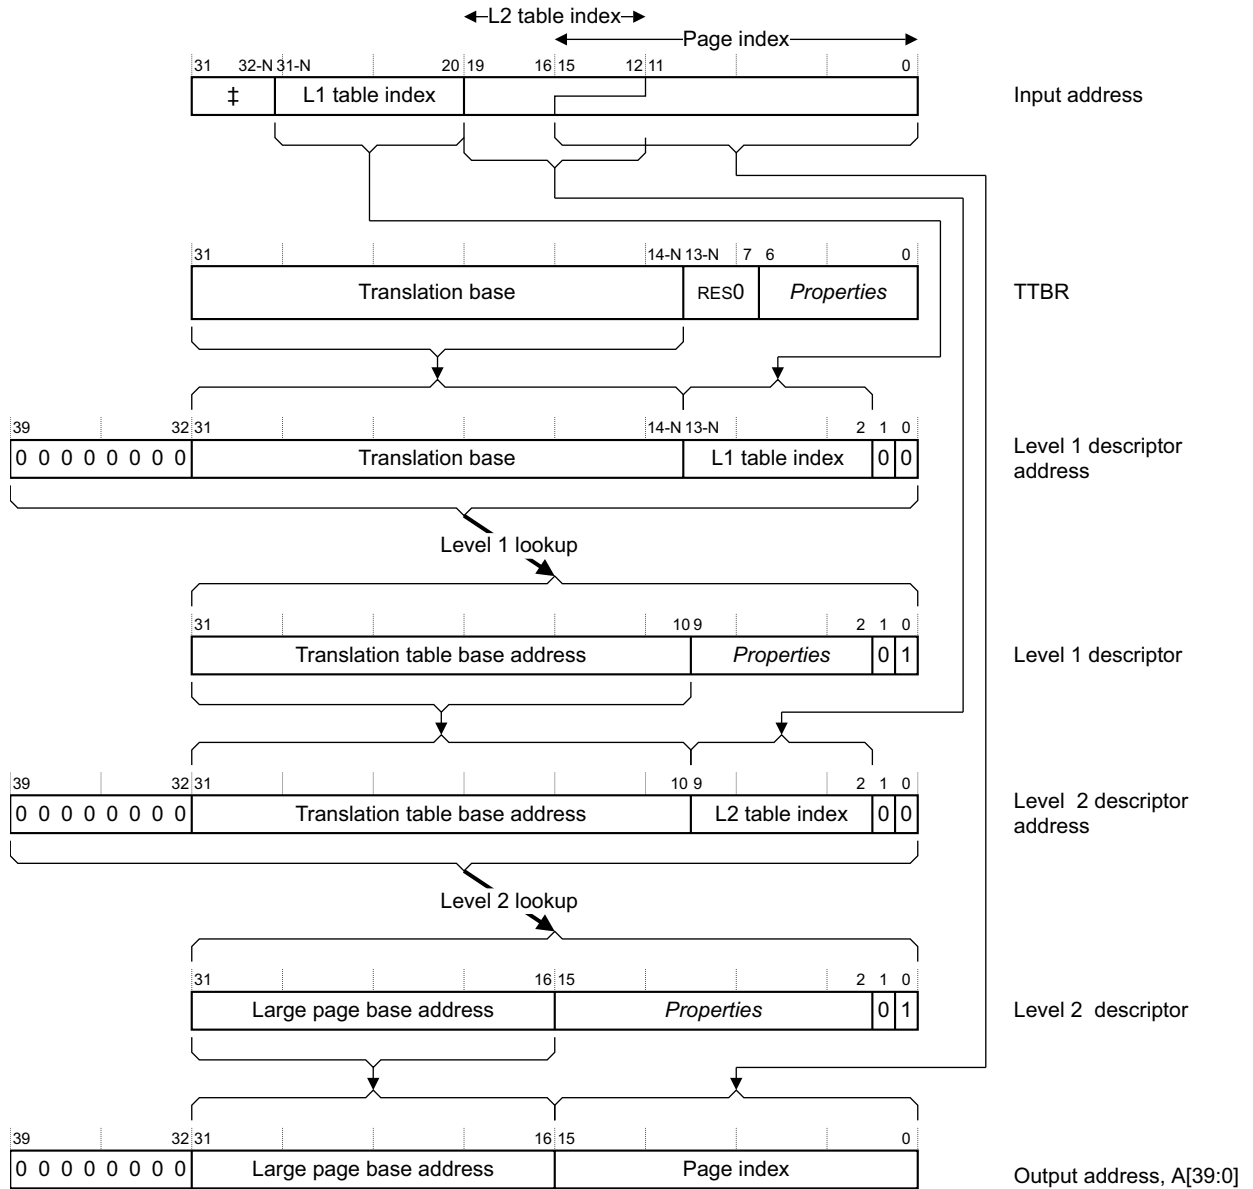 L2 table index
Page index
31 32-N 31-N 20 19 16 15 12 11 0
‡ L1 table index Input address
31 14-N 13-N 7 6 0
Translation base RES0 Properties TTBR
39 32 31 14-N 13-N 2 1 0
0 0 0 0 0 0 0 0 Translation base L1 table index 0 0 Level 1 descriptor
address
Level 1 lookup
31 10 9 2 1 0
Translation table base address Properties 0 1 Level 1 descriptor
39 32 31 10 9 2 1 0
0 0 0 0 0 0 0 0 Translation table base address L2 table index 0 0 Level 2 descriptor
address
Level 2 lookup
31 16 15 2 1 0
Large page base address Properties 0 1 Level 2 descriptor
39 32 31 16 15 0
0 0 0 0 0 0 0 0 Large page base address Page index Output address, A[39:0]